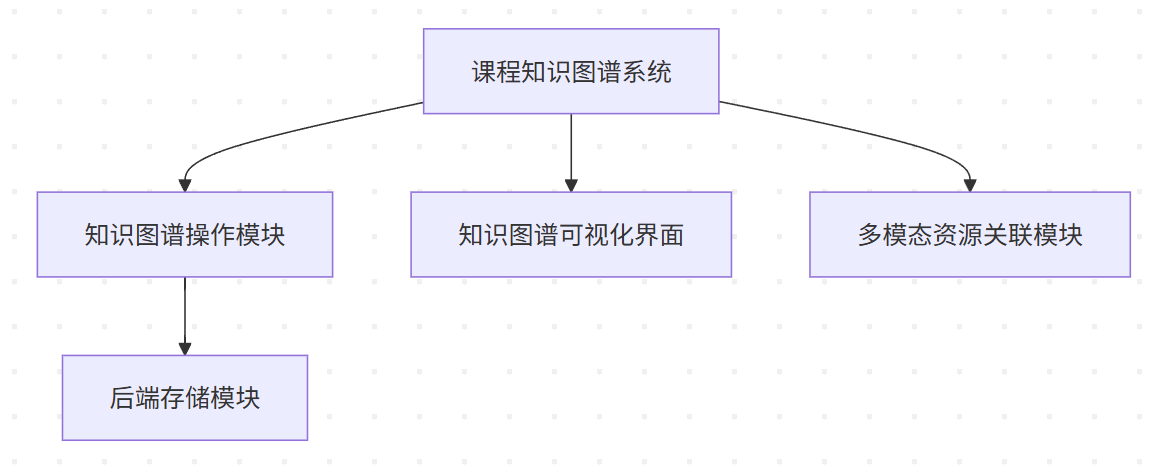 课程知识图谱系统
知识图谱操作模块
知识图谱可视化界面
多模态资源关联模块
后端存储模块